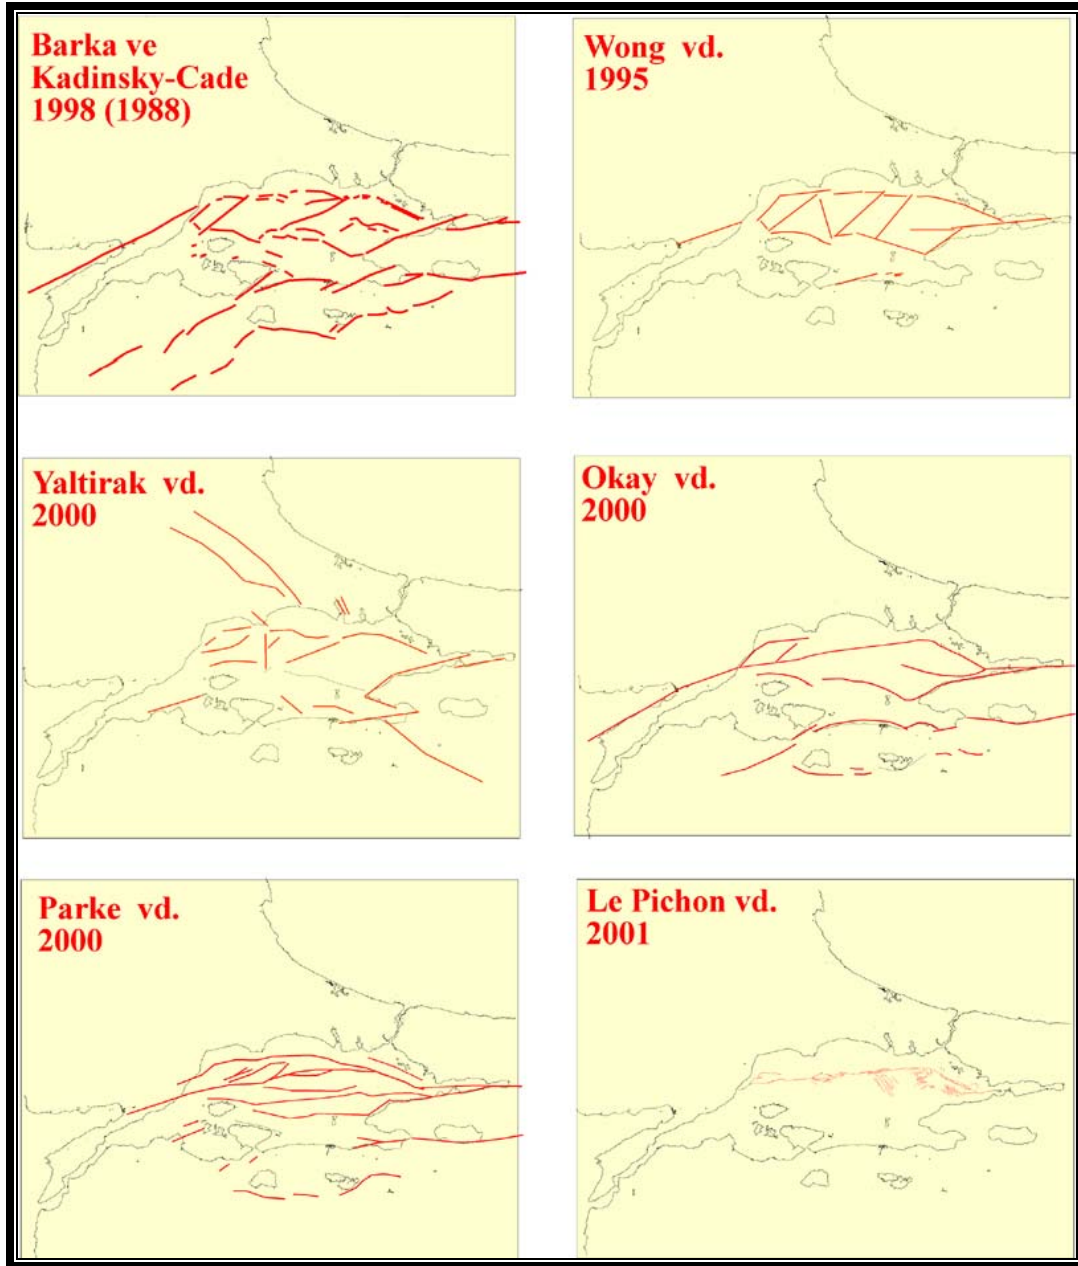 Barka ve
Kadinsky-Cade
1998 (1988)
Wong vd.
1995
Yaltirak vd.
2000
Okay vd.
2000
Parke vd.
2000
Le Pichon vd.
2001